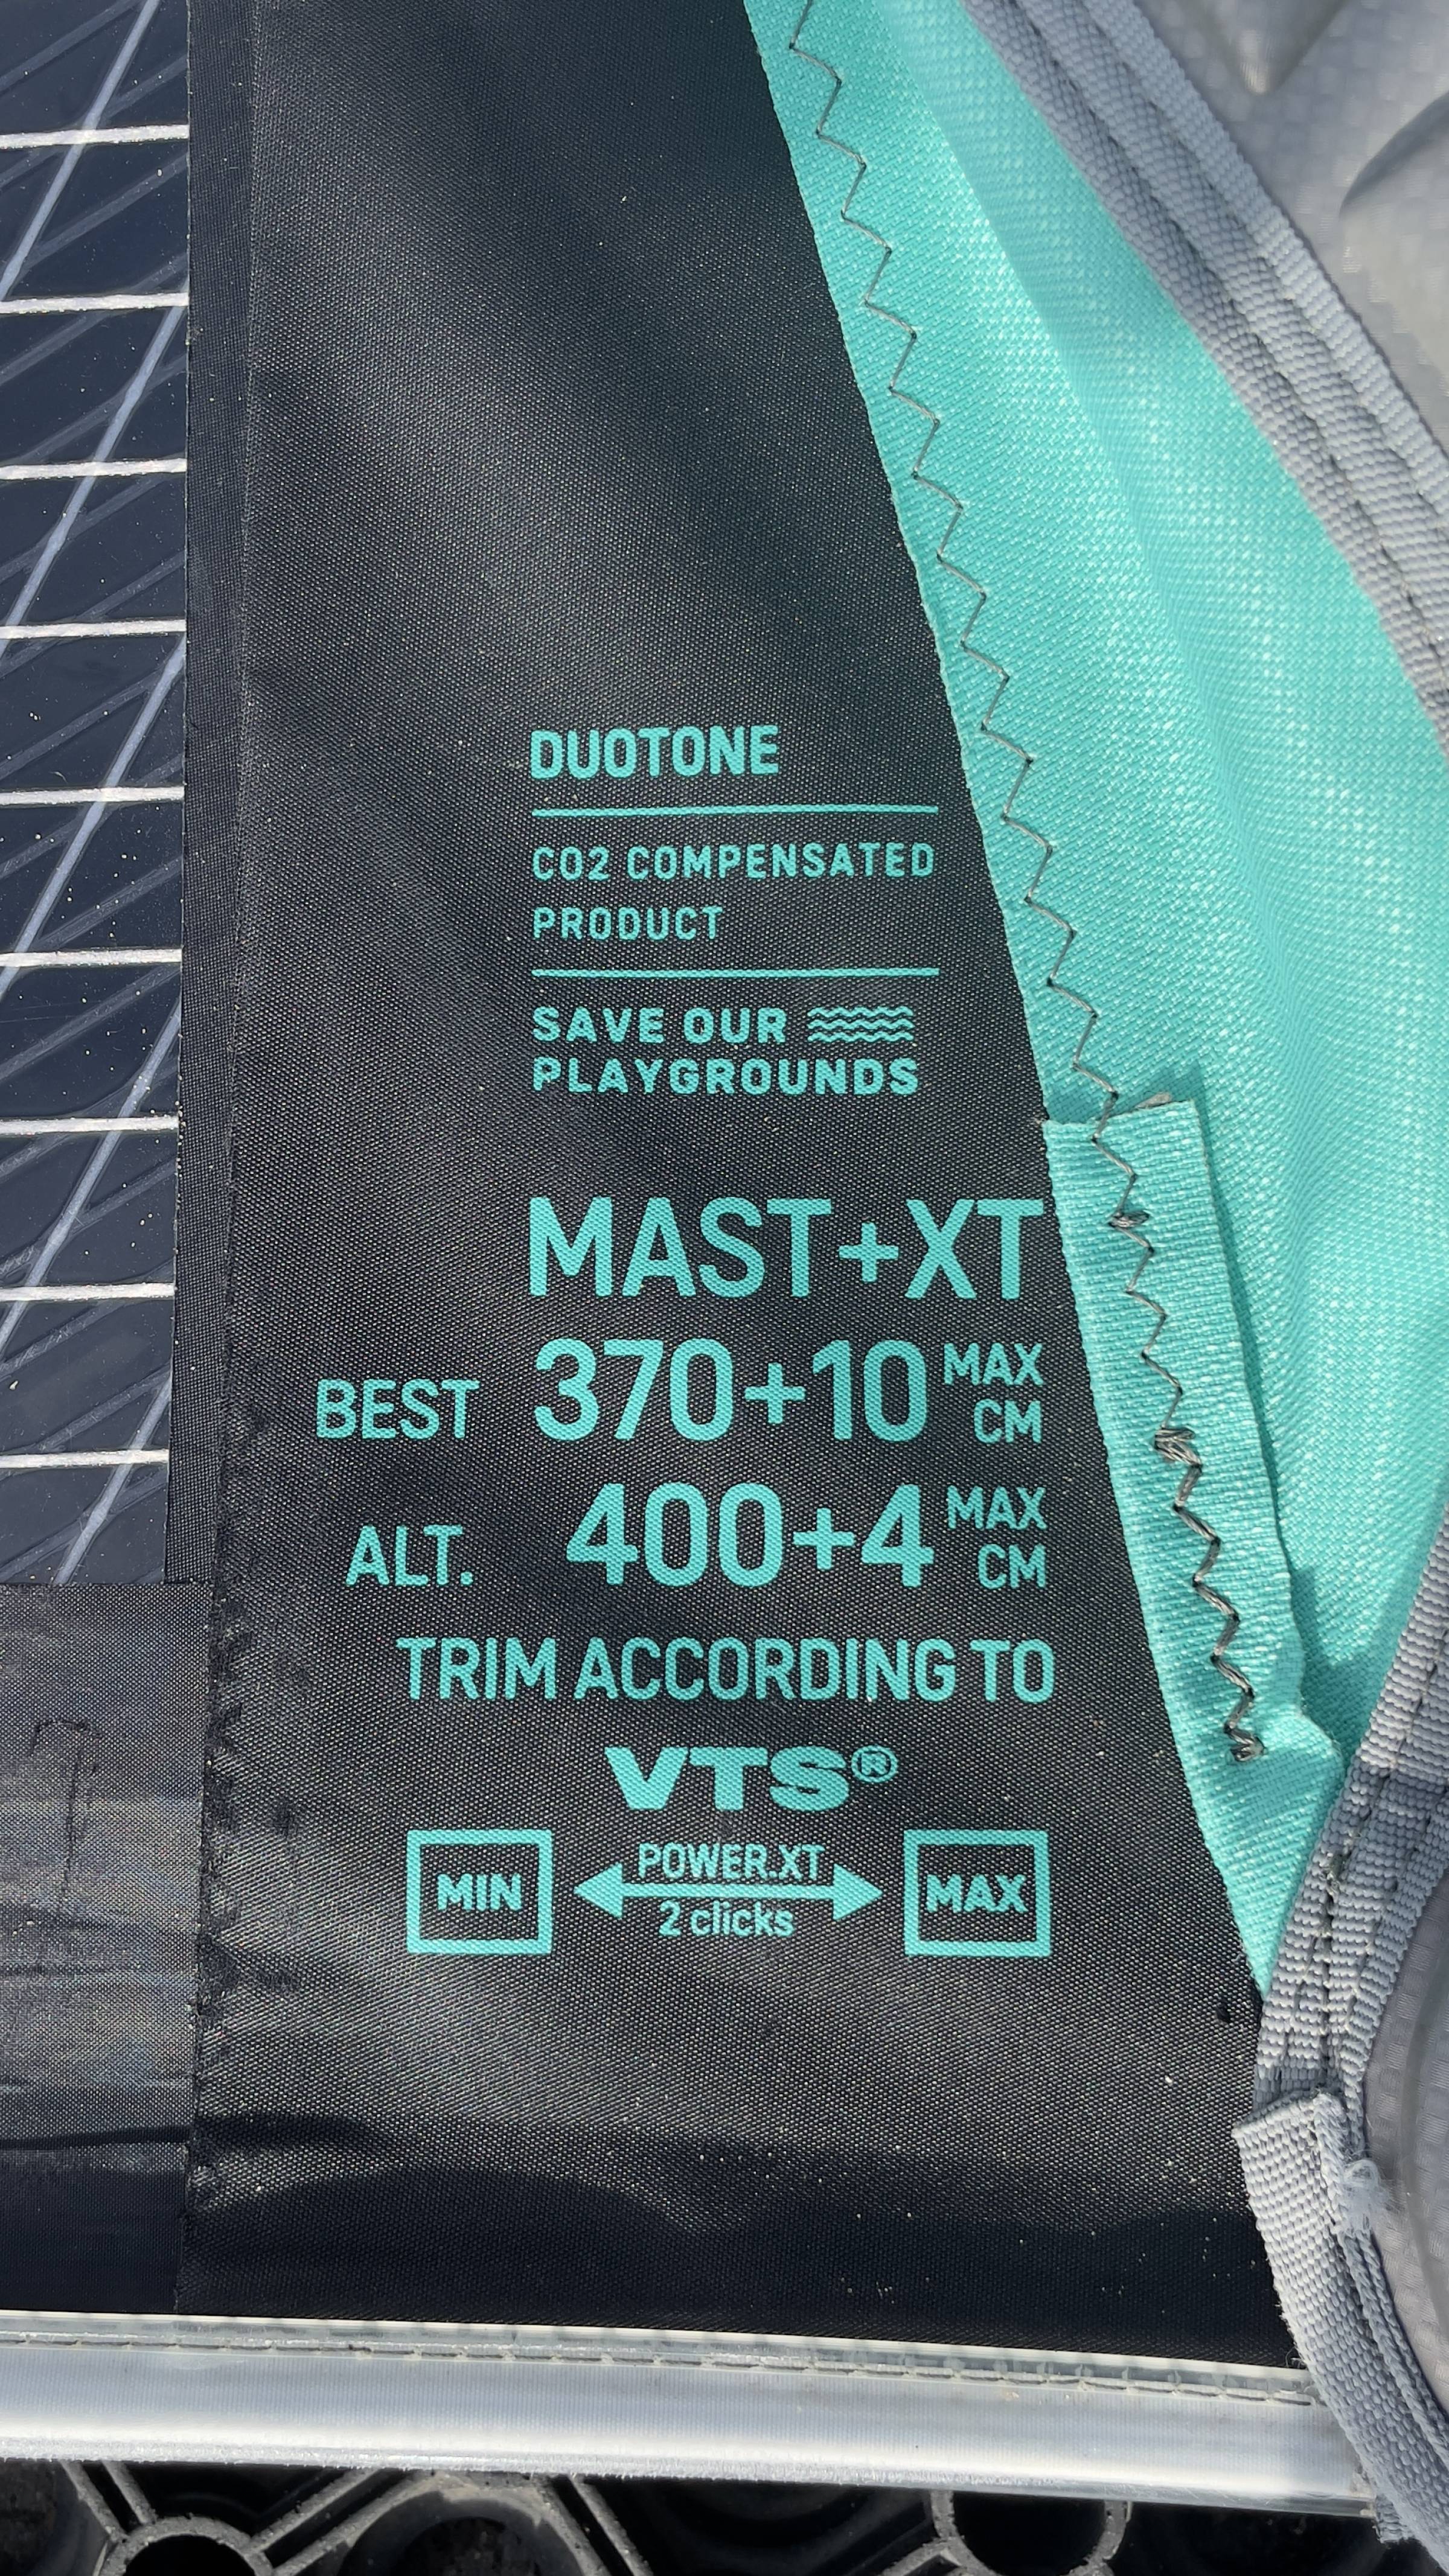 DUOTONE
CO2 COMPENSATED
PRODUCT
SAVE OUR
PLAYGROUNDS
MAST+XT
BEST 370+10 MAX CM
ALT. 400+4 MAX CM
TRIM ACCORDING TO
VTS®
MIN POWER.XT MAX
2 clicks